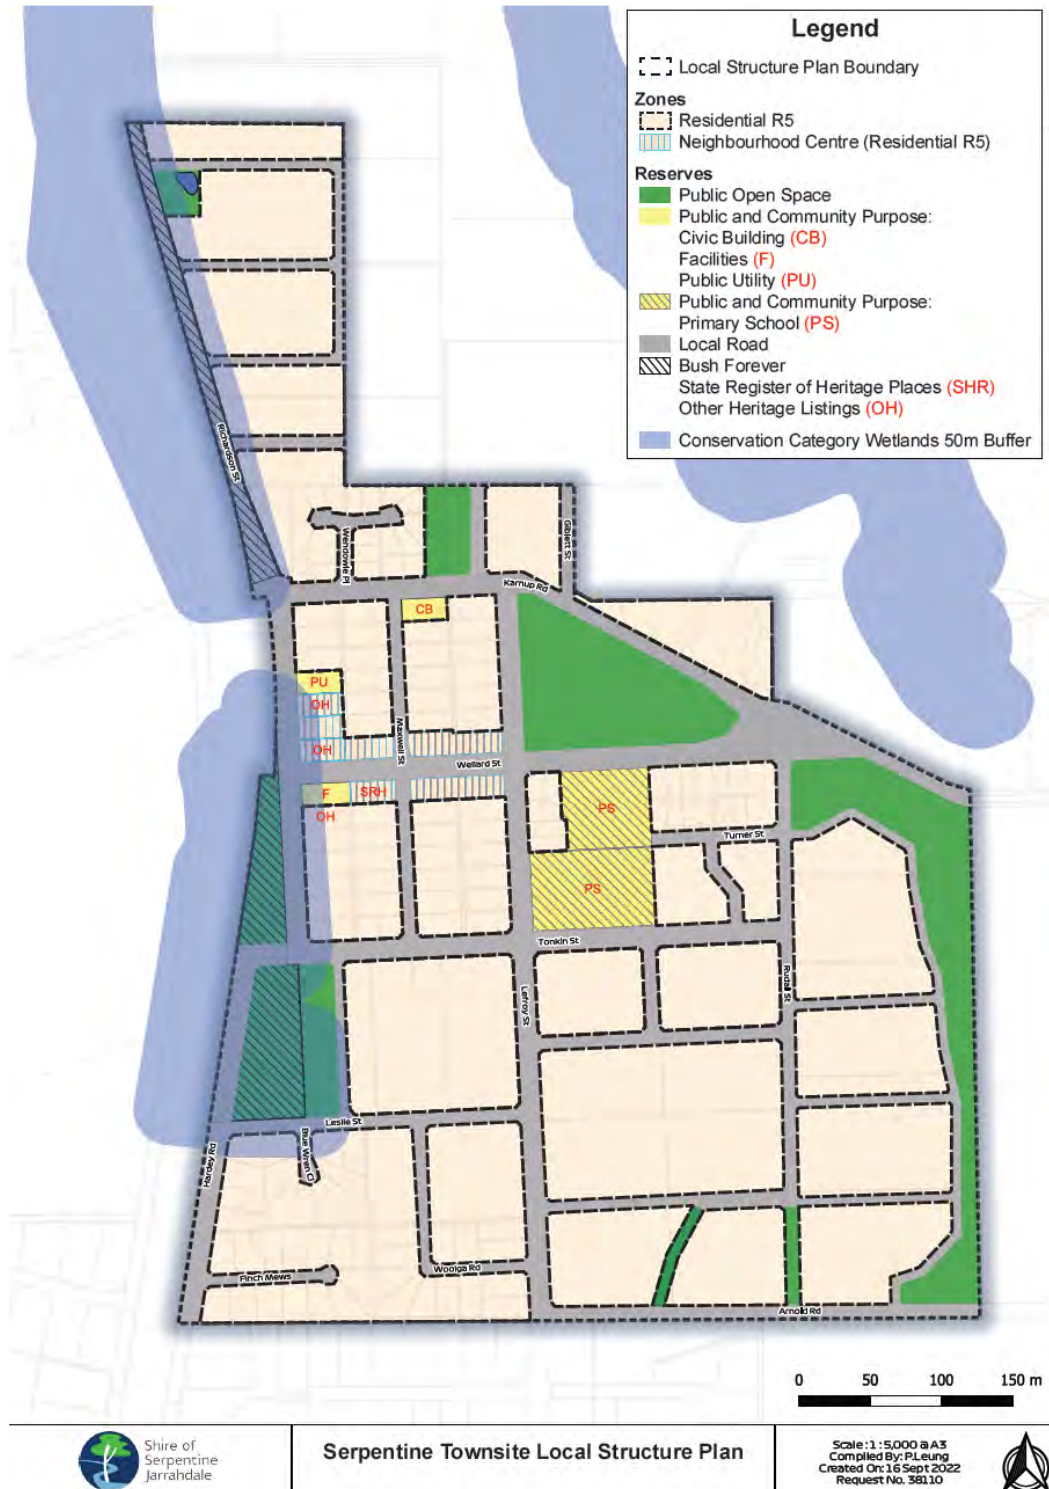 Legend
Local Structure Plan Boundary
Zones
Residential R5
Neighbourhood Centre (Residential R5)
Reserves
Public Open Space
Public and Community Purpose:
Civic Building (CB)
Facilities (F)
Public Utility (PU)
Public and Community Purpose:
Primary School (PS)
Local Road
Bush Forever
State Register of Heritage Places (SHR)
Other Heritage Listings (OH)
Conservation Category Wetlands 50m Buffer
Richardson St
Wendowie Pl
Giblett St
Karnup Rd
CB
PU
OH
Maxwell St
OH
Wellard St
F
SRH
OH
PS
Turner St
PS
Tonkin St
Lefroy St
Rudal St
Leslie St
Blue Wren Cl
Hardey Rd
Finch Mews
Woolga Rd
Arnold Rd
0 50 100 150 m
Shire of
Serpentine
Jarrahdale
Serpentine Townsite Local Structure Plan
Scale : 1 : 5,000 @ A3
Compiled By: P.Leung
Created On: 16 Sept 2022
Request No. 38110